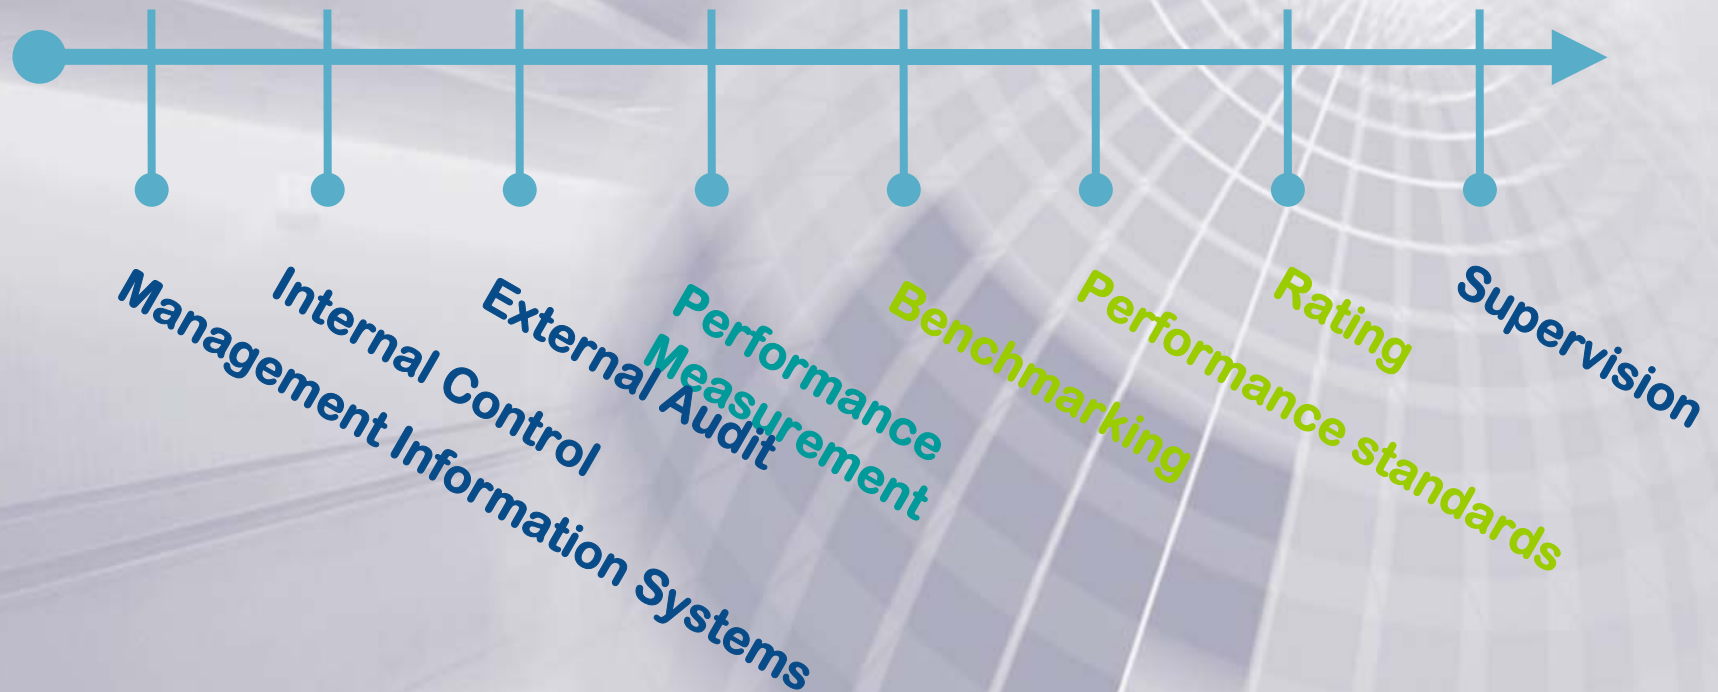 Management Information Systems
Internal Control
External Audit
Performance
Measurement
Benchmarking
Performance standards
Rating
Supervision